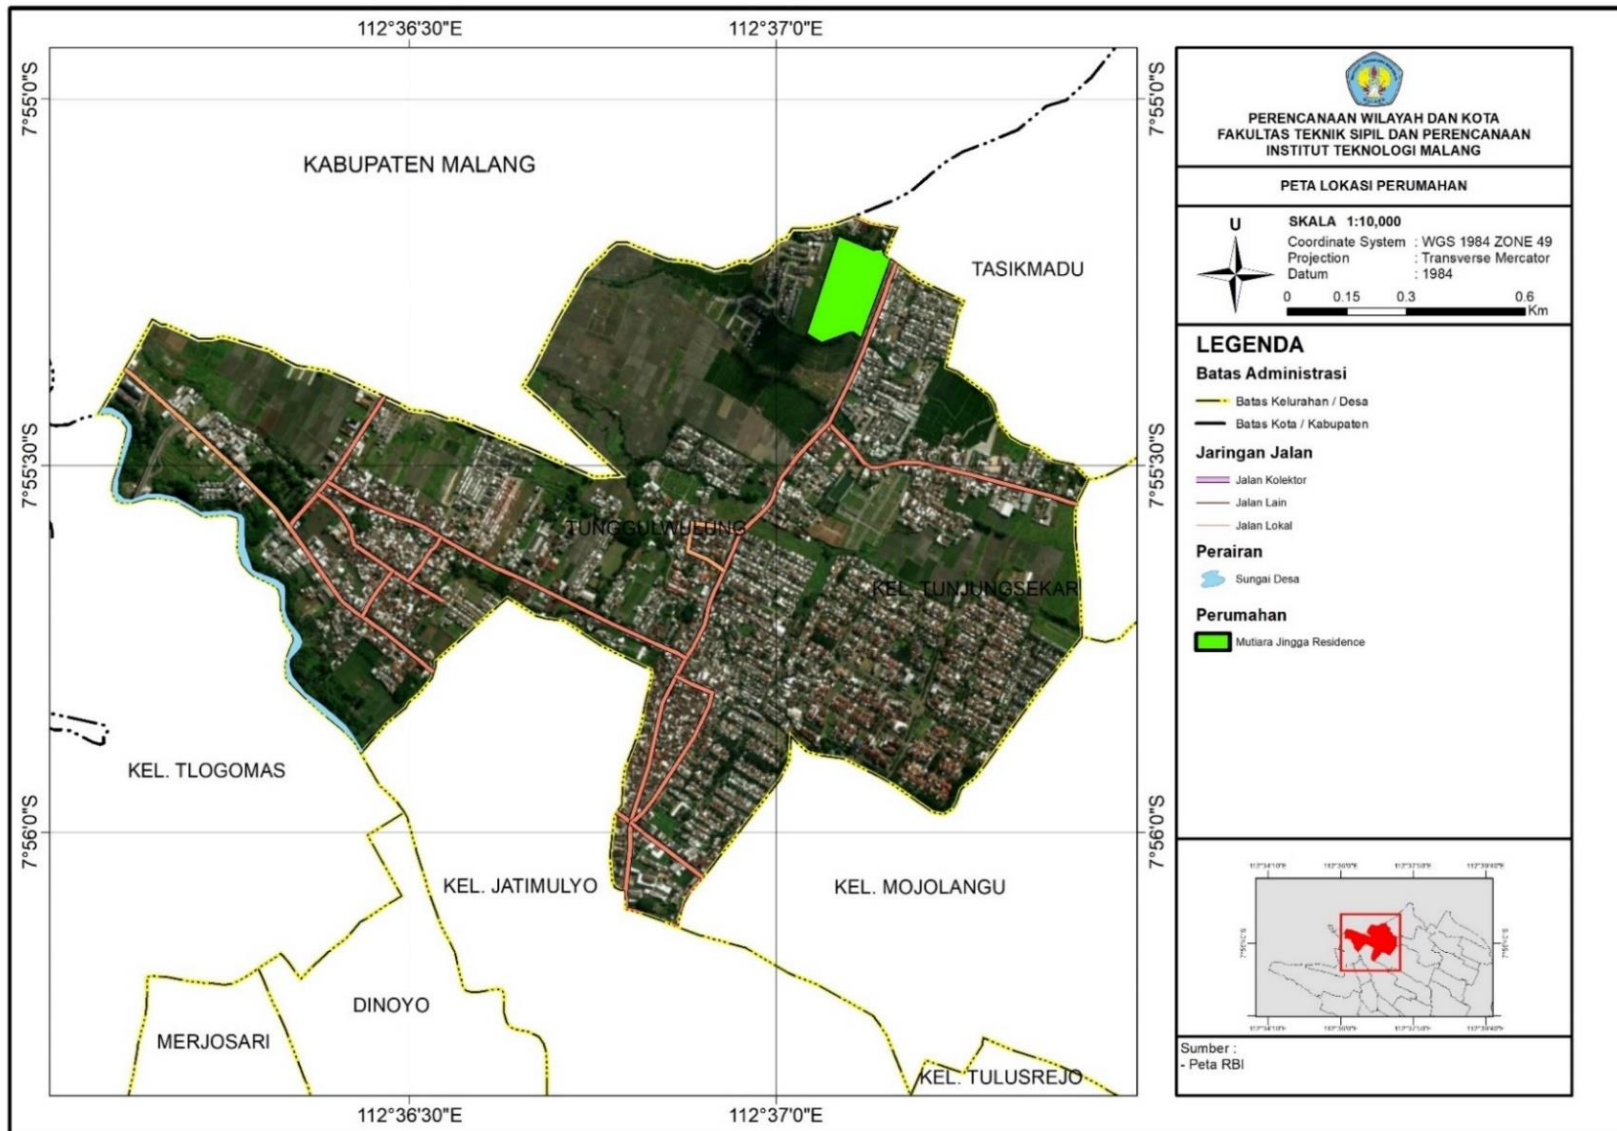 112°36'30"E
112°37'0"E
7°55'0"S
7°55'0"S
KABUPATEN MALANG
TASIKMADU
7°55'30"S
7°55'30"S
TUNGGULWULUNG
KEL. TUNJUNGSEKARI
KEL. TLOGOMAS
7°56'0"S
7°56'0"S
KEL. JATIMULYO
KEL. MOJOLANGU
DINOYO
MERJOSARI
KEL. TULUSREJO
112°36'30"E
112°37'0"E
PERENCANAAN WILAYAH DAN KOTA
FAKULTAS TEKNIK SIPIL DAN PERENCANAAN
INSTITUT TEKNOLOGI MALANG
PETA LOKASI PERUMAHAN
U
SKALA 1:10,000
Coordinate System : WGS 1984 ZONE 49
Projection : Transverse Mercator
Datum : 1984
0 0.15 0.3 0.6
Km
LEGENDA
Batas Administrasi
Batas Kelurahan / Desa
Batas Kota / Kabupaten
Jaringan Jalan
Jalan Kolektor
Jalan Lain
Jalan Lokal
Perairan
Sungai Desa
Perumahan
Mutiara Jingga Residence
Sumber :
- Peta RBI